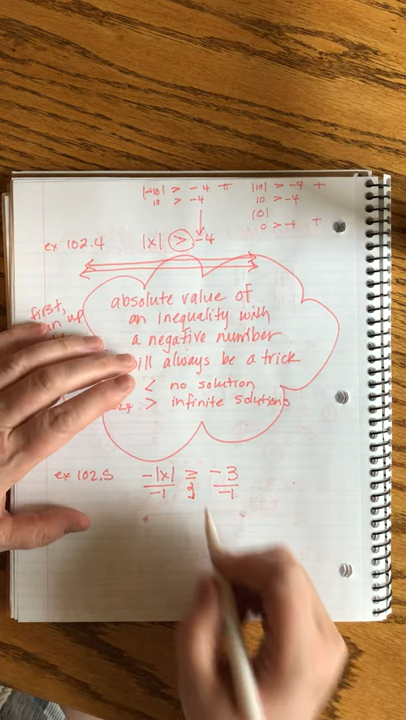 |-10| > -4 + |10| > -4 +
10 > -4 10 > -4
|0|
0 > -4 +
ex 102.4 |x| > -4
first,
absolute value of
an inequality with
a negative number
will always be a trick
< no solution
> infinite solutions
ex 102.5 -|x| ≥ -3
-1 -1